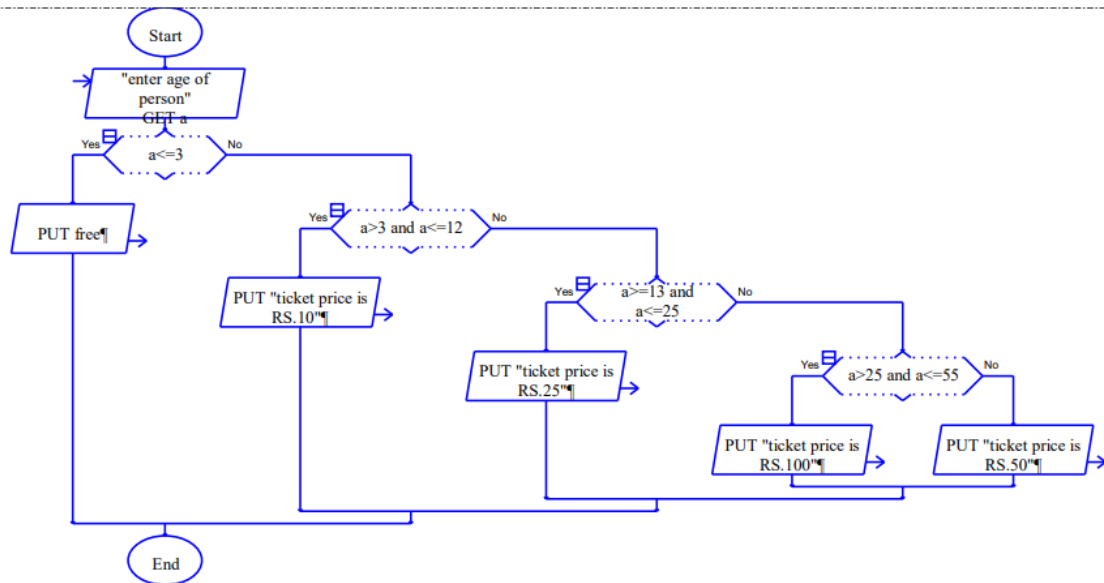 Start
"enter age of
person"
GET a
Yes
No
a<=3
PUT free¶
Yes
No
a>3 and a<=12
PUT "ticket price is
RS.10"¶
Yes
No
a>=13 and
a<=25
PUT "ticket price is
RS.25"¶
Yes
No
a>25 and a<=55
PUT "ticket price is
RS.100"¶
PUT "ticket price is
RS.50"¶
End